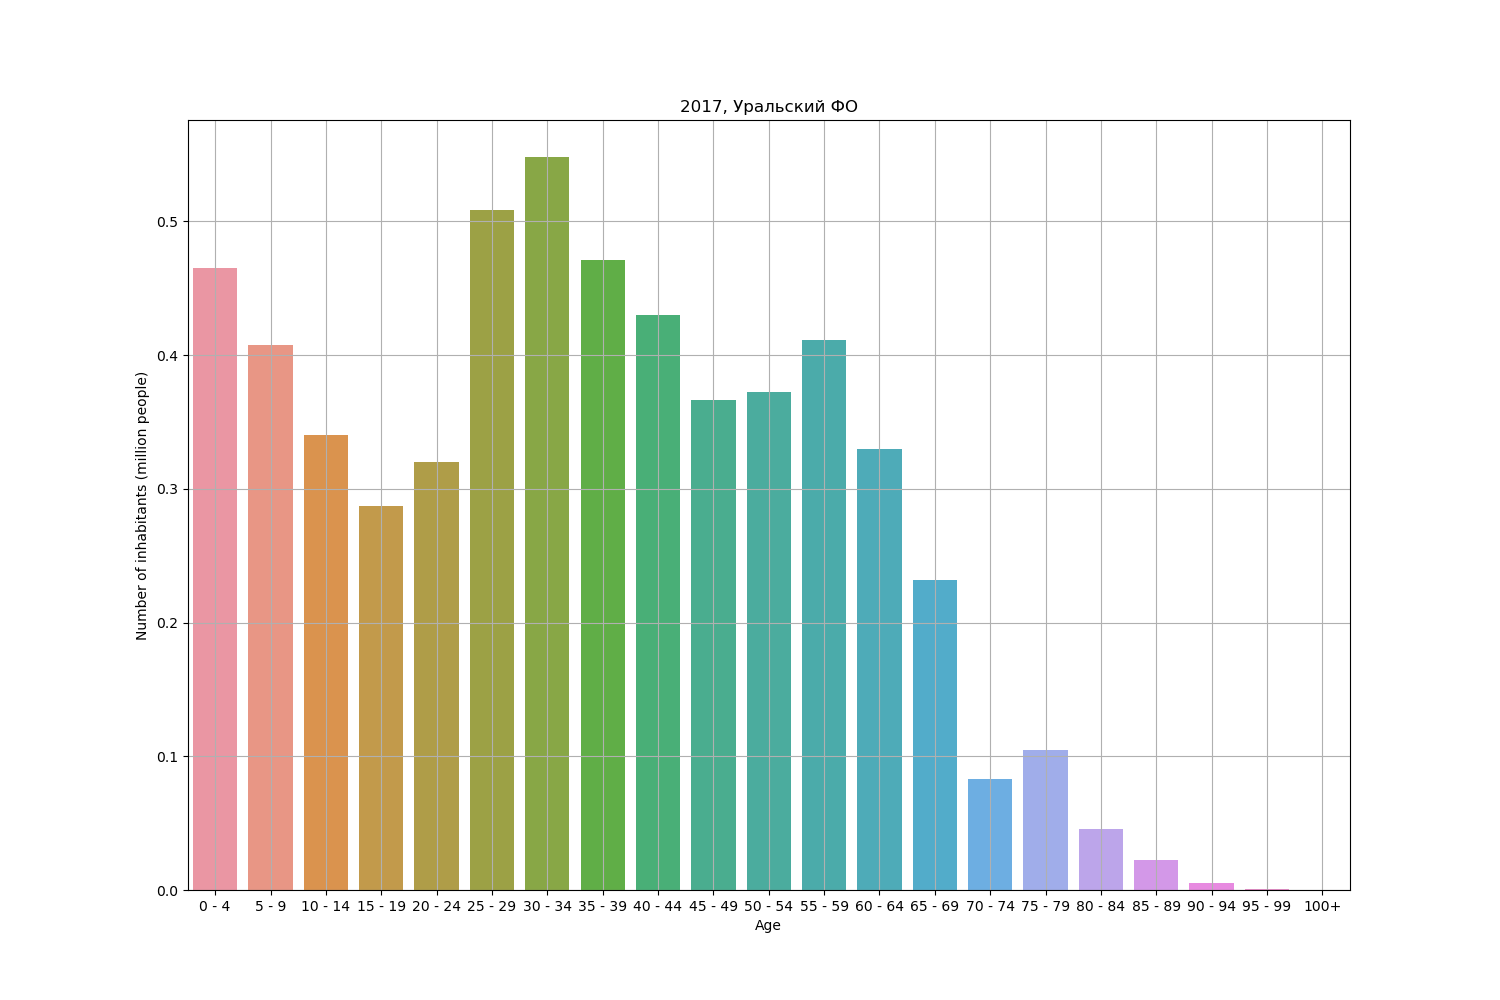 2017, Уральский ФО
Number of inhabitants (million people)
0.5
0.4
0.3
0.2
0.1
0.0
0 - 4 5 - 9 10 - 14 15 - 19 20 - 24 25 - 29 30 - 34 35 - 39 40 - 44 45 - 49 50 - 54 55 - 59 60 - 64 65 - 69 70 - 74 75 - 79 80 - 84 85 - 89 90 - 94 95 - 99 100+
Age